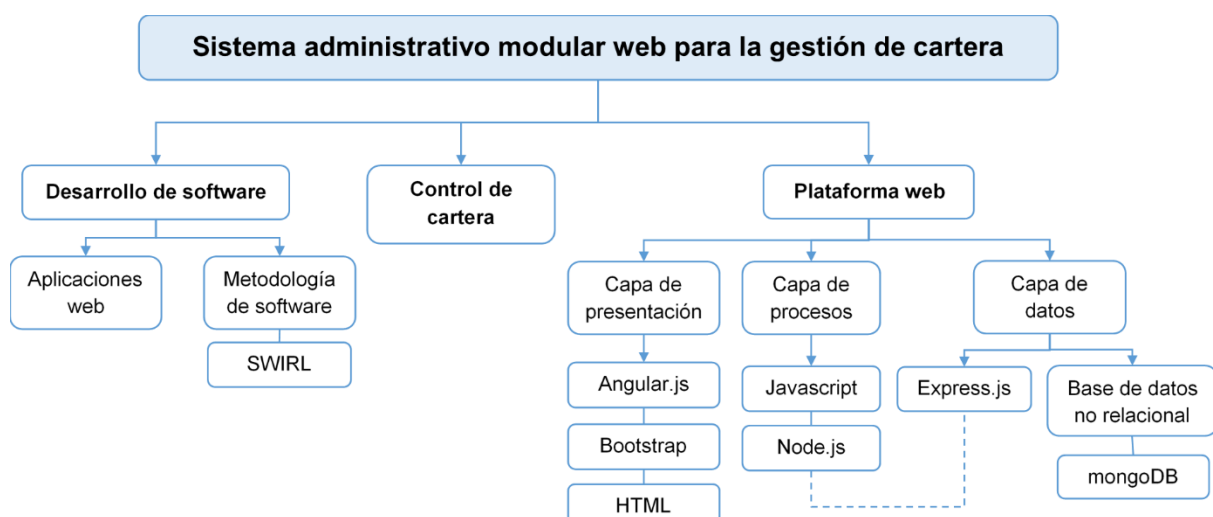 Sistema administrativo modular web para la gestión de cartera
Desarrollo de software
Control de
cartera
Plataforma web
Aplicaciones
web
Metodología
de software
SWIRL
Capa de
presentación
Capa de
procesos
Capa de
datos
Angular.js
Javascript
Express.js
Base de datos
no relacional
Bootstrap
Node.js
mongoDB
HTML